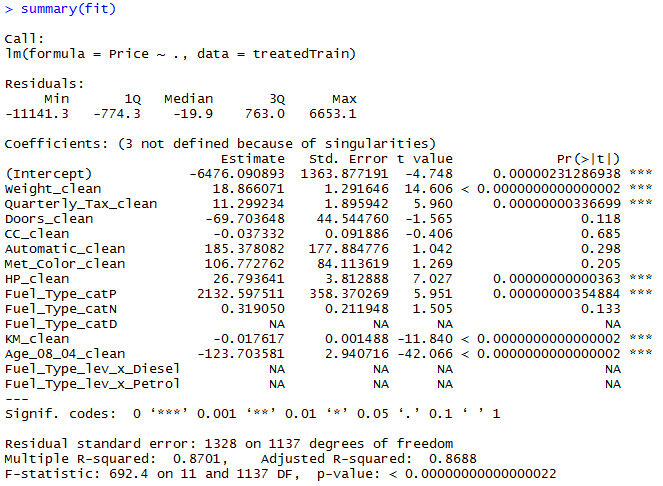 > summary(fit)
Call:
lm(formula = Price ~ ., data = treatedTrain)
Residuals:
Min 1Q Median 3Q Max
-11141.3 -774.3 -19.9 763.0 6653.1
Coefficients: (3 not defined because of singularities)
Estimate Std. Error t value Pr(>|t|)
(Intercept) -6476.090893 1363.877191 -4.748 0.00000231286938 ***
Weight_clean 18.866071 1.291646 14.606 < 0.0000000000000002 ***
Quarterly_Tax_clean 11.299234 1.895942 5.960 0.00000000336699 ***
Doors_clean -69.703648 44.544760 -1.565 0.118
CC_clean -0.037332 0.091886 -0.406 0.685
Automatic_clean 185.378082 177.884776 1.042 0.298
Met_Color_clean 106.772762 84.113619 1.269 0.205
HP_clean 26.793641 3.812888 7.027 0.00000000000363 ***
Fuel_Type_catP 2132.597511 358.370269 5.951 0.00000000354884 ***
Fuel_Type_catN 0.319050 0.211948 1.505 0.133
Fuel_Type_catD NA NA NA NA
KM_clean -0.017617 0.001488 -11.840 < 0.0000000000000002 ***
Age_08_04_clean -123.703581 2.940716 -42.066 < 0.0000000000000002 ***
Fuel_Type_lev_x_Diesel NA NA NA NA
Fuel_Type_lev_x_Petrol NA NA NA NA
---
Signif. codes: 0 ‘***’ 0.001 ‘**’ 0.01 ‘*’ 0.05 ‘.’ 0.1 ‘ ’ 1
Residual standard error: 1328 on 1137 degrees of freedom
Multiple R-squared: 0.8701, Adjusted R-squared: 0.8688
F-statistic: 692.4 on 11 and 1137 DF, p-value: < 0.00000000000000022